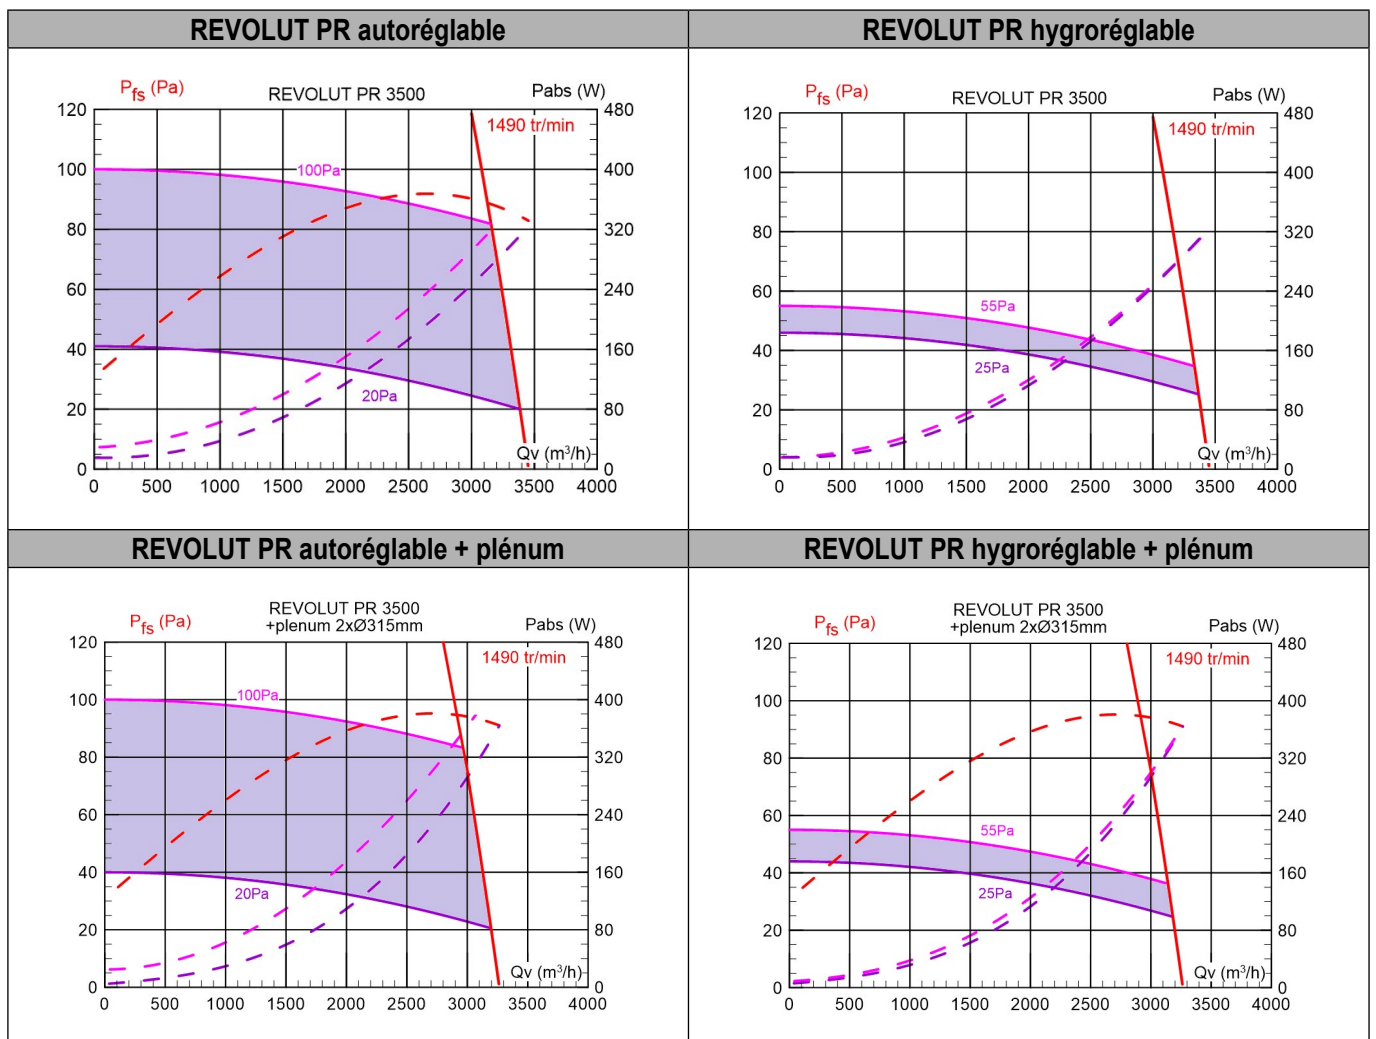 REVOLUT PR autoréglable
REVOLUT PR hygroréglable
Pfs (Pa)
REVOLUT PR 3500
Pabs (W)
120
100
80
60
40
20
0
480
400
320
240
160
80
0
1490 tr/min
100Pa
20Pa
Qv (m³/h)
0 500 1000 1500 2000 2500 3000 3500 4000
Pfs (Pa)
REVOLUT PR 3500
Pabs (W)
120
100
80
60
40
20
0
480
400
320
240
160
80
0
1490 tr/min
55Pa
25Pa
Qv (m³/h)
0 500 1000 1500 2000 2500 3000 3500 4000
REVOLUT PR autoréglable + plénum
REVOLUT PR hygroréglable + plénum
Pfs (Pa)
REVOLUT PR 3500
+plenum 2xØ315mm
Pabs (W)
120
100
80
60
40
20
0
480
400
320
240
160
80
0
1490 tr/min
100Pa
20Pa
Qv (m³/h)
0 500 1000 1500 2000 2500 3000 3500 4000
Pfs (Pa)
REVOLUT PR 3500
+plenum 2xØ315mm
Pabs (W)
120
100
80
60
40
20
0
480
400
320
240
160
80
0
1490 tr/min
55Pa
25Pa
Qv (m³/h)
0 500 1000 1500 2000 2500 3000 3500 4000